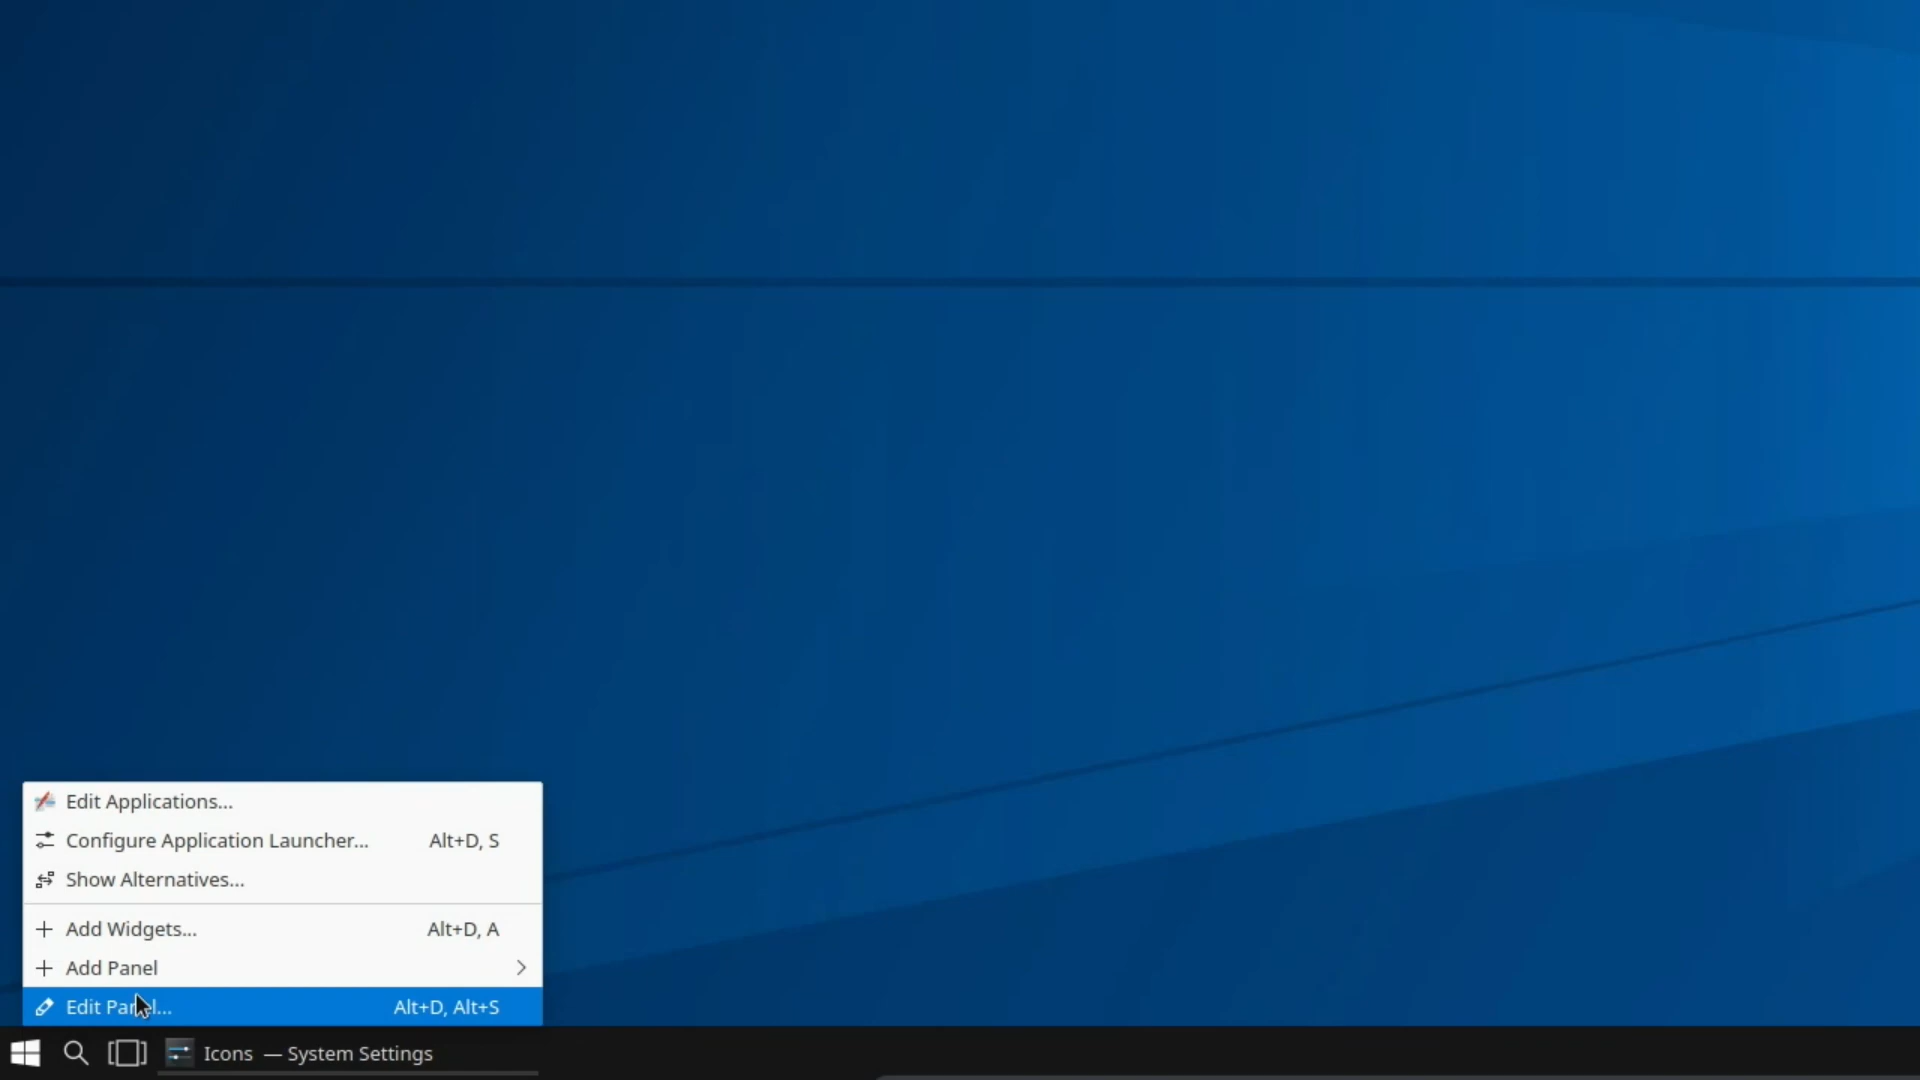 Edit Applications...
Configure Application Launcher... Alt+D, S
Show Alternatives...
Add Widgets... Alt+D, A
Add Panel
Edit Panel... Alt+D, Alt+S
Icons — System Settings